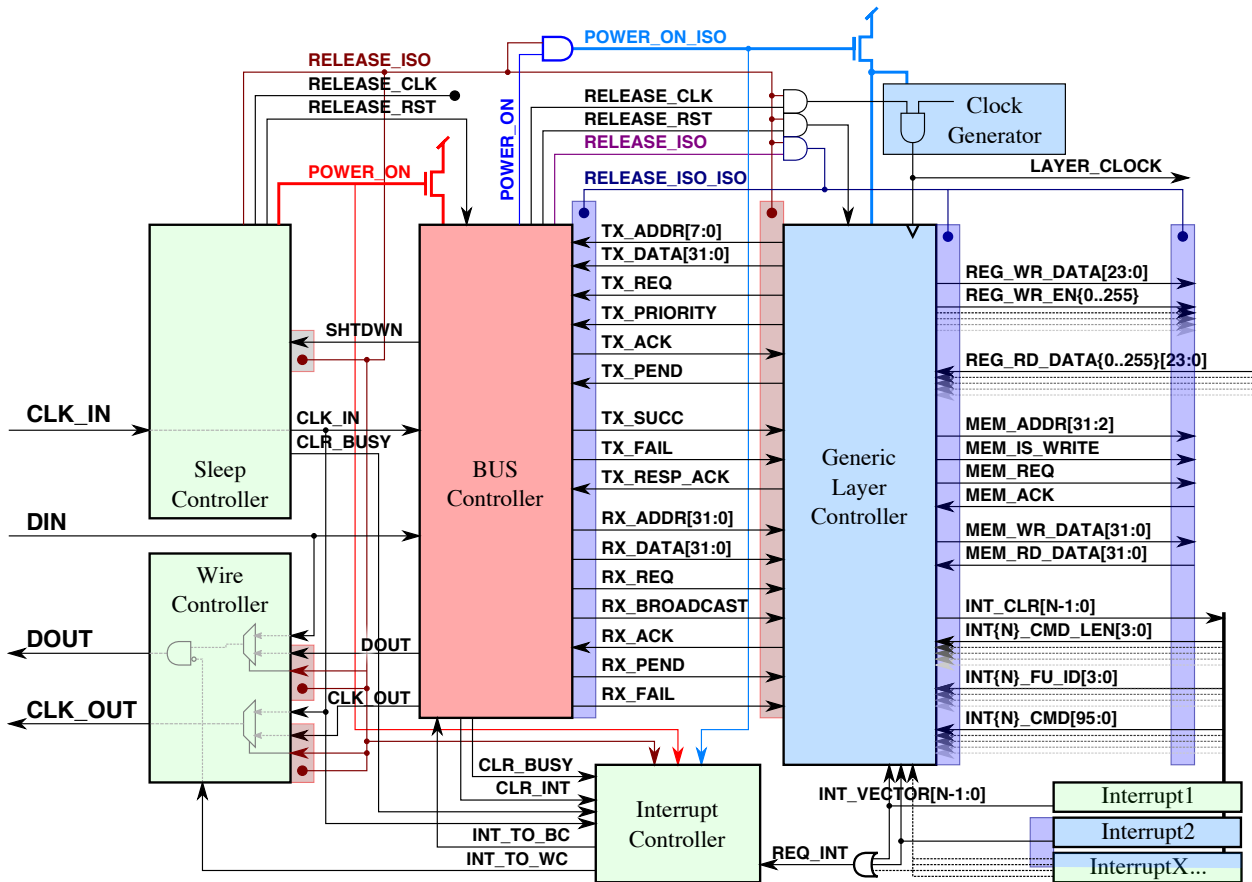 POWER_ON_ISO
RELEASE_ISO
RELEASE_CLK
RELEASE_RST
POWER_ON
POWER_ON
RELEASE_CLK
RELEASE_RST
RELEASE_ISO
RELEASE_ISO_ISO
Clock
Generator
LAYER_CLOCK
TX_ADDR[7:0]
TX_DATA[31:0]
TX_REQ
TX_PRIORITY
TX_ACK
TX_PEND
TX_SUCC
TX_FAIL
TX_RESP_ACK
RX_ADDR[31:0]
RX_DATA[31:0]
RX_REQ
RX_BROADCAST
RX_ACK
RX_PEND
RX_FAIL
REG_WR_DATA[23:0]
REG_WR_EN{0..255}
REG_RD_DATA{0..255}[23:0]
MEM_ADDR[31:2]
MEM_IS_WRITE
MEM_REQ
MEM_ACK
MEM_WR_DATA[31:0]
MEM_RD_DATA[31:0]
INT_CLR[N-1:0]
INT{N}_CMD_LEN[3:0]
INT{N}_FU_ID[3:0]
INT{N}_CMD[95:0]
SHTDWN
CLK_IN
CLK_IN
CLR_BUSY
Sleep
Controller
BUS
Controller
Generic
Layer
Controller
DIN
Wire
Controller
DOUT
DOUT
CLK_OUT
CLK_OUT
CLR_BUSY
CLR_INT
INT_TO_BC
INT_TO_WC
Interrupt
Controller
REQ_INT
INT_VECTOR[N-1:0]
Interrupt1
Interrupt2
InterruptX...